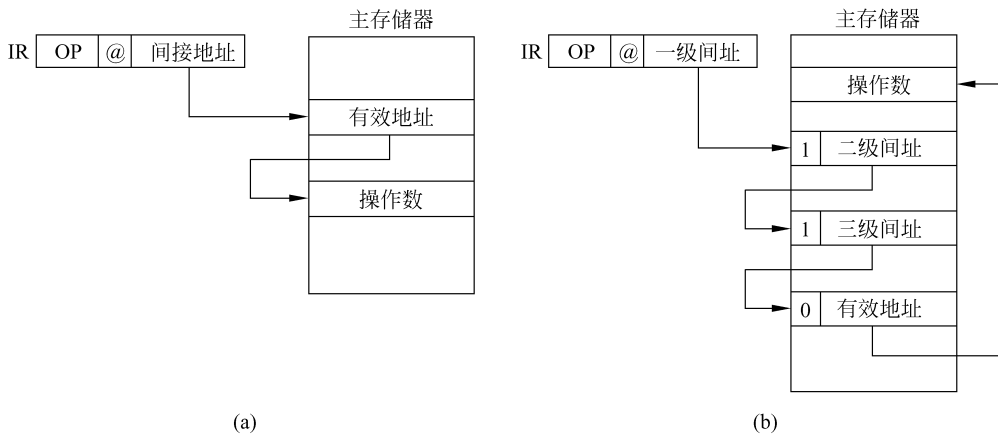 主存储器
IR OP @ 间接地址
有效地址
操作数
(a)
主存储器
IR OP @ 一级间址
操作数
1 二级间址
1 三级间址
0 有效地址
(b)